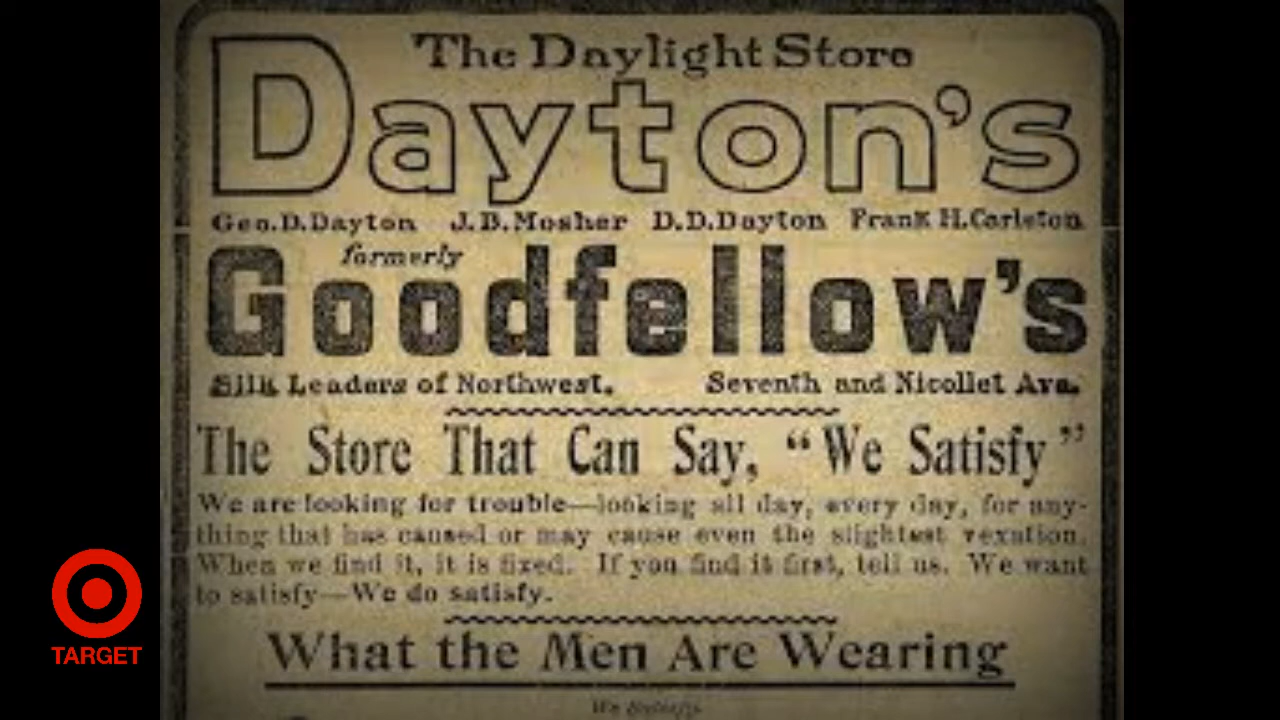 The Daylight Store
Dayton's
Geo. D. Dayton J. B. Mosher D. D. Dayton Frank H. Carleton
formerly
Goodfellow's
Silk Leaders of Northwest. Seventh and Nicollet Ave.
The Store That Can Say, "We Satisfy"
We are looking for trouble—looking all day, every day, for any-
thing that has caused or may cause even the slightest vexation.
When we find it, it is fixed. If you find it first, tell us. We want
to satisfy—We do satisfy.
What the Men Are Wearing
We
TARGET